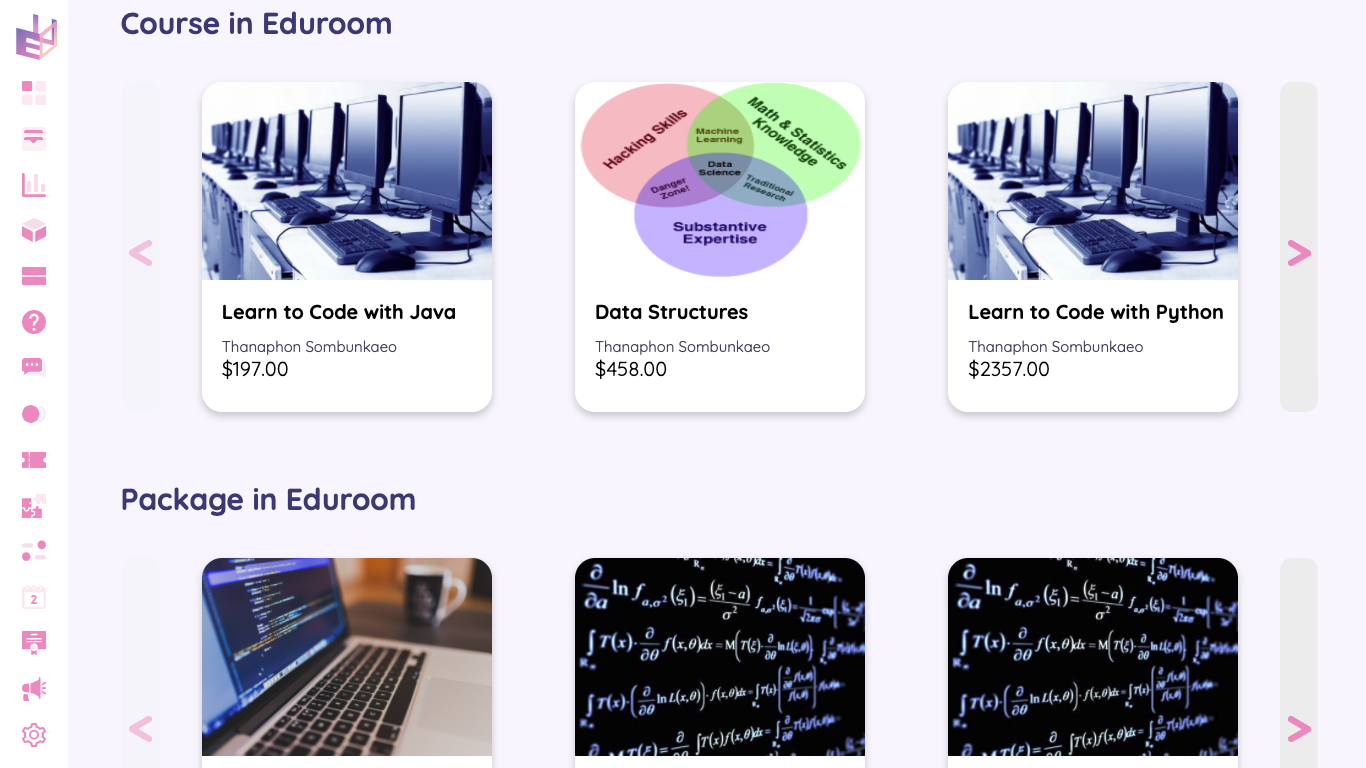 Course in Eduroom
<
Hacking Skills
Math & Statistics
Knowledge
Machine
Learning
Data
Science
Danger
Zone!
Traditional
Research
Substantive
Expertise
>
Learn to Code with Java
Thanaphon Sombunkaeo
$197.00
Data Structures
Thanaphon Sombunkaeo
$458.00
Learn to Code with Python
Thanaphon Sombunkaeo
$2357.00
Package in Eduroom
<
>
2